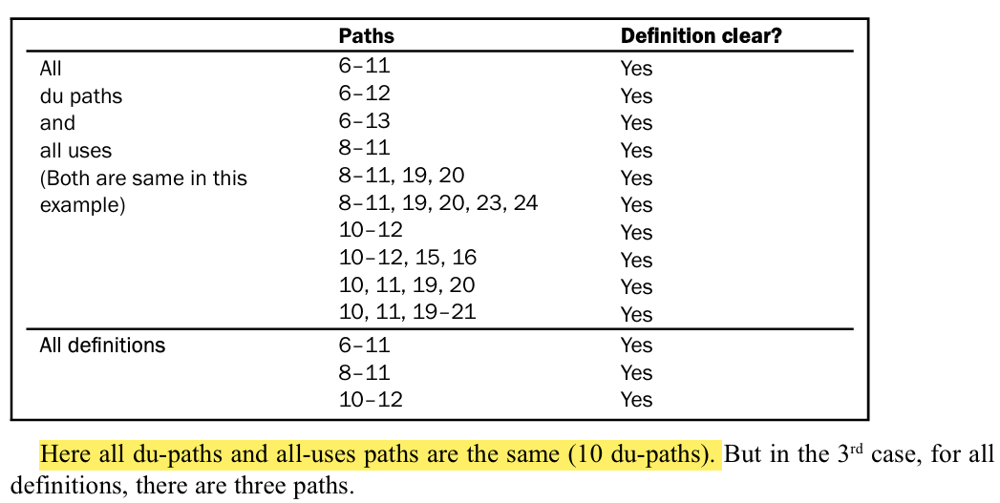 Paths Definition clear?
All 6–11 Yes
du paths 6–12 Yes
and 6–13 Yes
all uses 8–11 Yes
(Both are same in this 8–11, 19, 20 Yes
example) 8–11, 19, 20, 23, 24 Yes
10–12 Yes
10–12, 15, 16 Yes
10, 11, 19, 20 Yes
10, 11, 19–21 Yes
All definitions 6–11 Yes
8–11 Yes
10–12 Yes
Here all du-paths and all-uses paths are the same (10 du-paths). But in the 3rd case, for all
definitions, there are three paths.